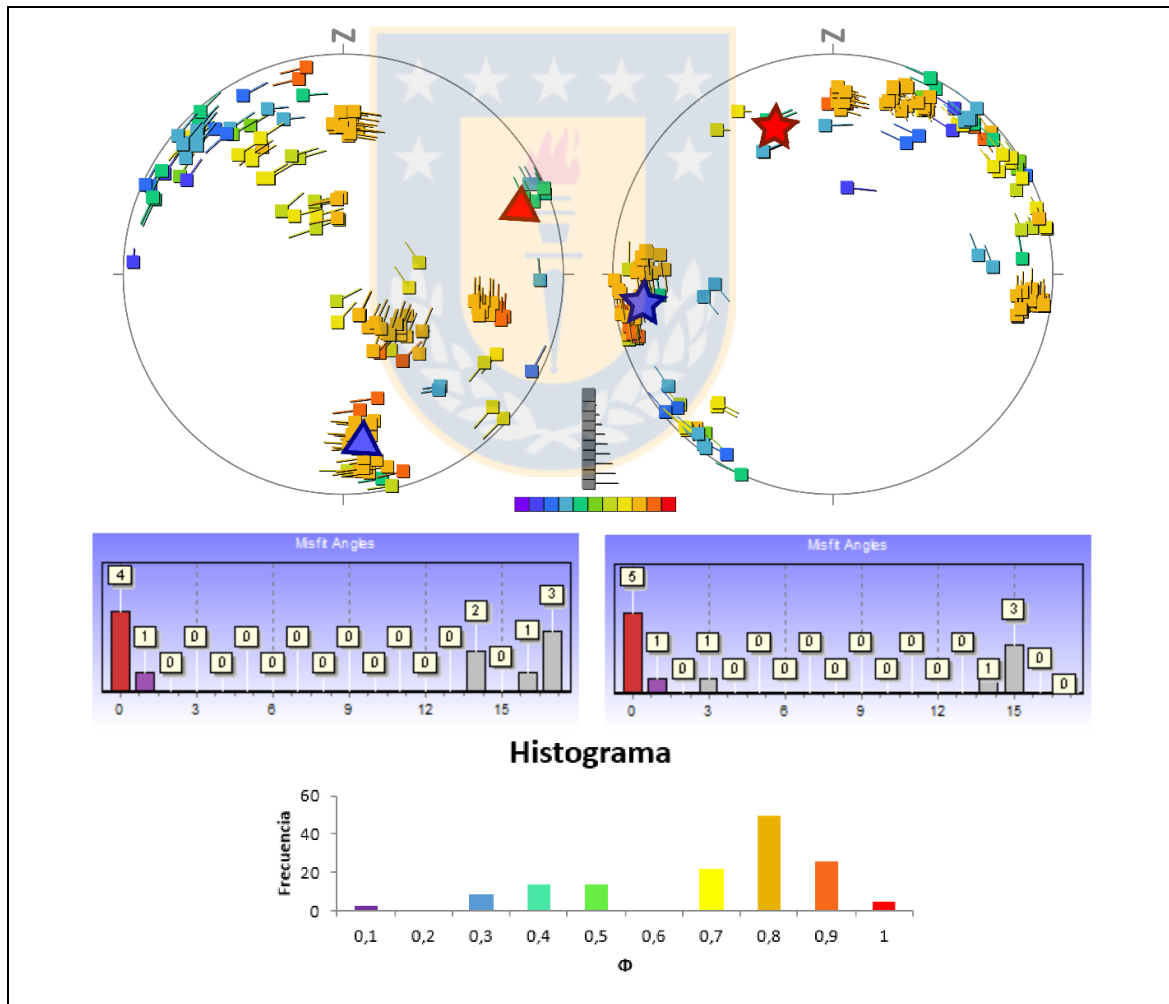 N N
Misfit Angles
4 1 0 0 0 0 0 0 0 0 0 0 0 0 2 0 1 3
0 3 6 9 12 15
Misfit Angles
5 1 0 1 0 0 0 0 0 0 0 0 0 0 1 3 0 0
0 3 6 9 12 15
Histograma
Frecuencia
60
40
20
0
0,1 0,2 0,3 0,4 0,5 0,6 0,7 0,8 0,9 1
Φ